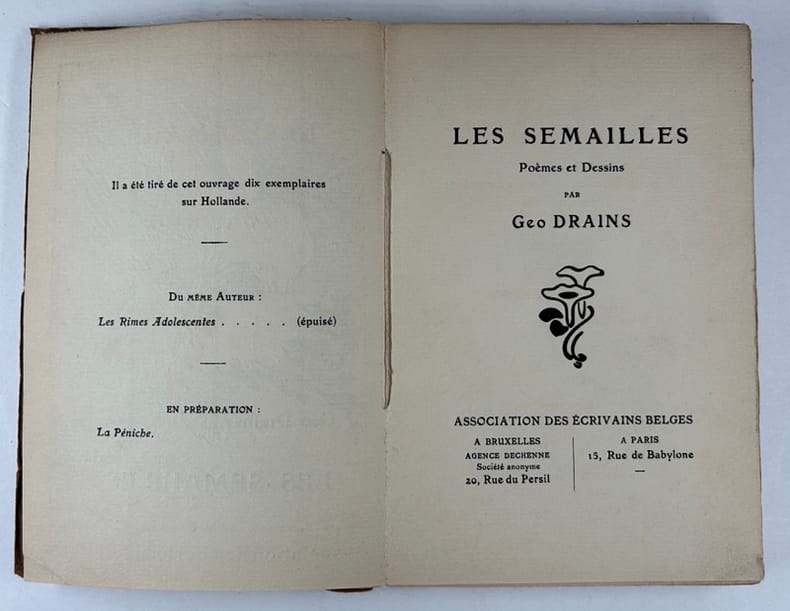 Il a été tiré de cet ouvrage dix exemplaires
sur Hollande.
Du même Auteur :
Les Rimes Adolescentes . . . . . (épuisé)
EN PRÉPARATION :
La Péniche.
LES SEMAILLES
Poèmes et Dessins
PAR
Geo DRAINS
ASSOCIATION DES ÉCRIVAINS BELGES
A BRUXELLES
AGENCE DECHENNE
Société anonyme
20, Rue du Persil
A PARIS
15, Rue de Babylone